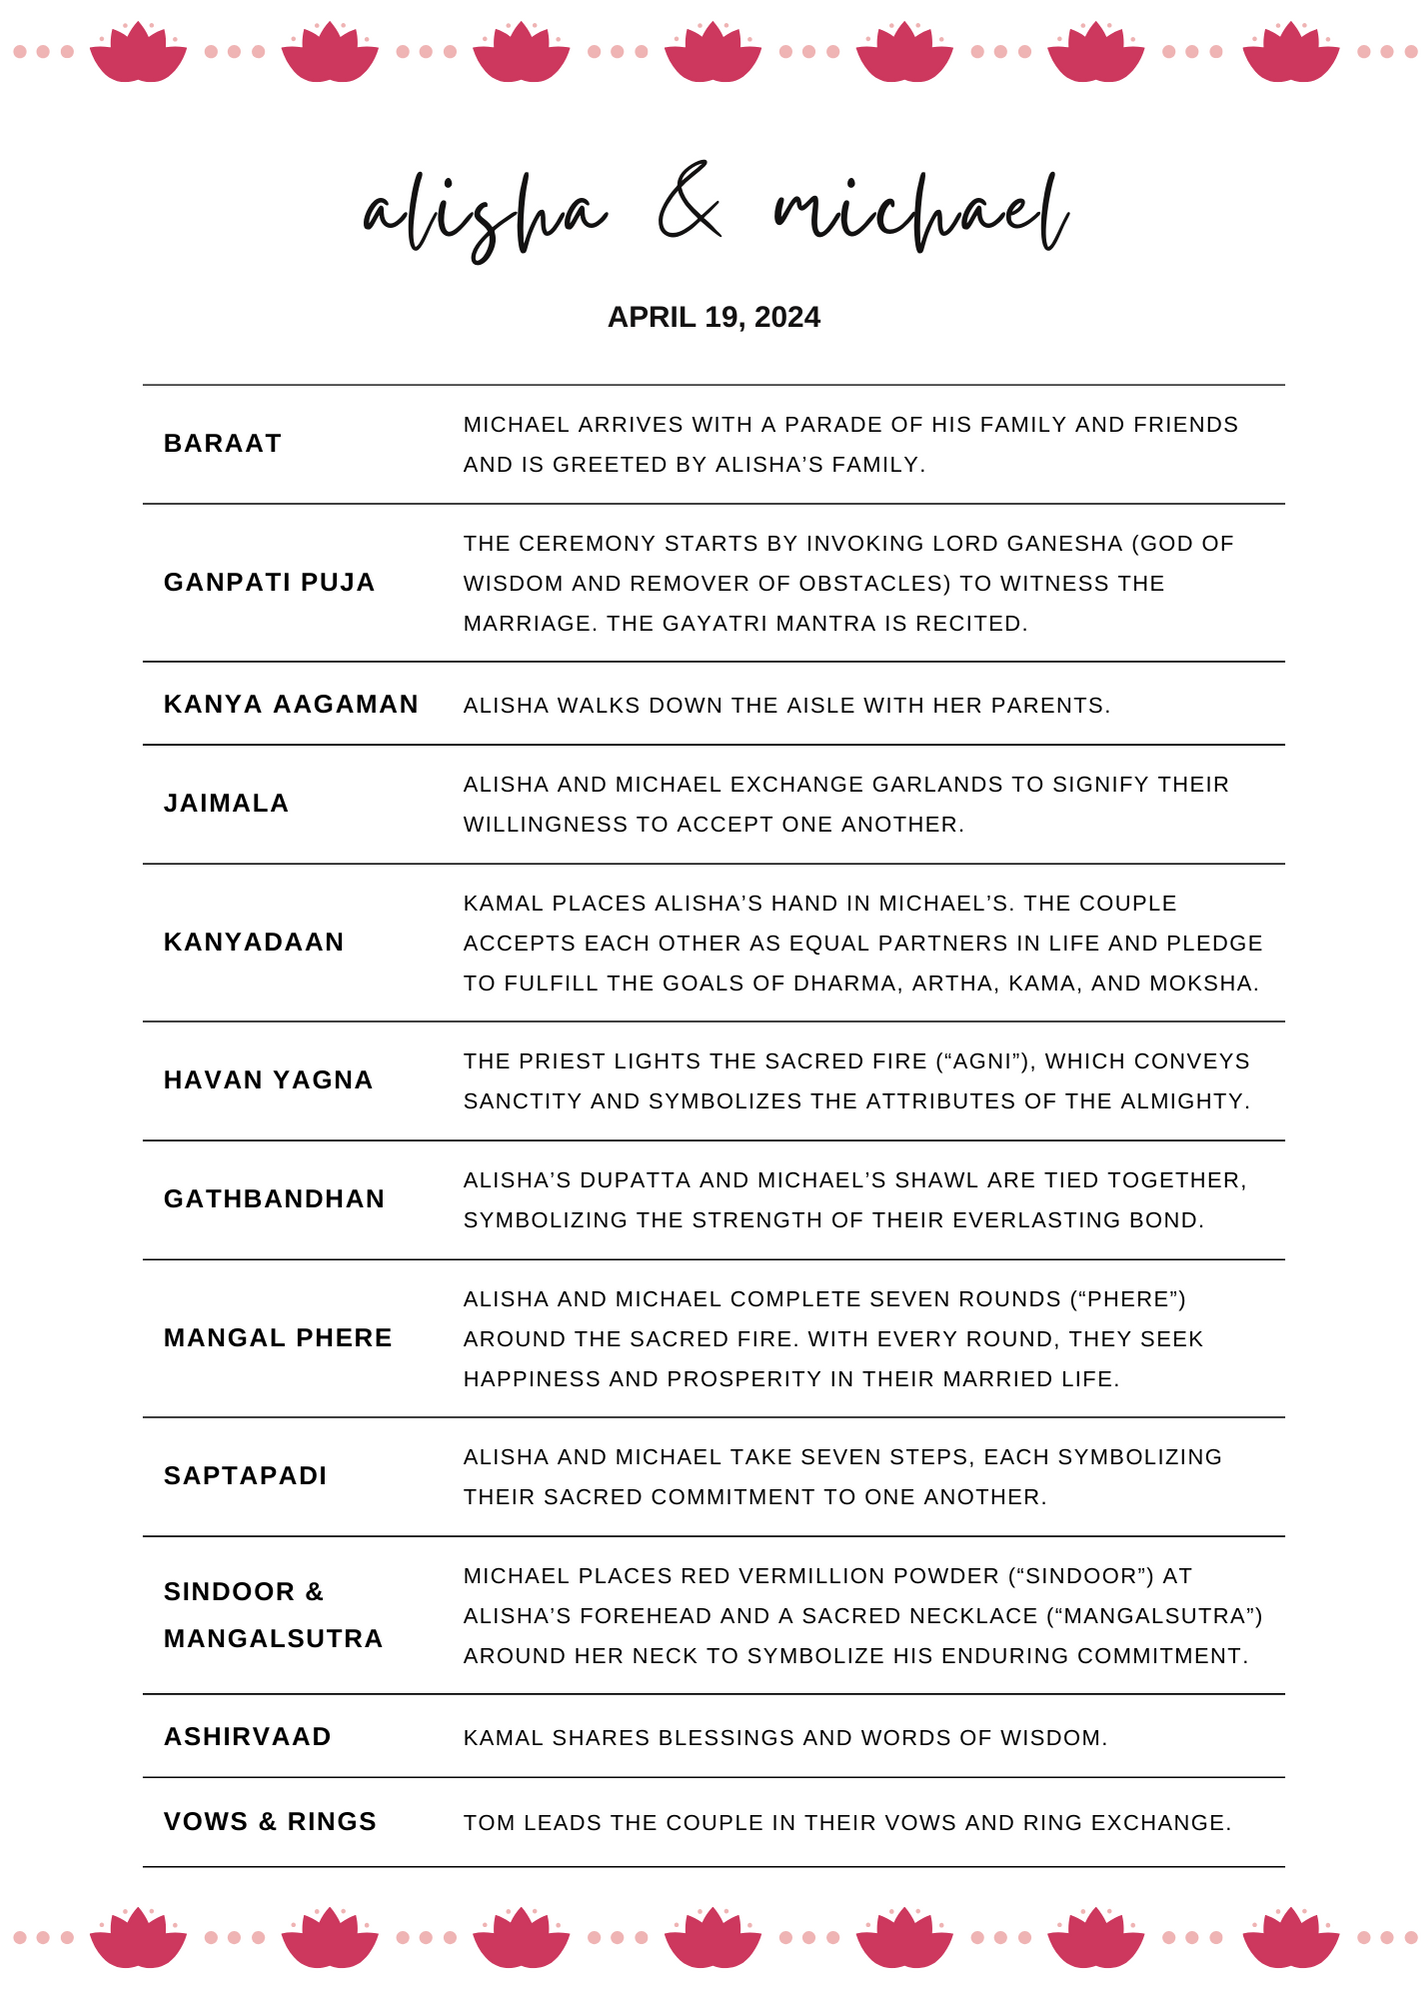 alisha & michael
APRIL 19, 2024
BARAAT
MICHAEL ARRIVES WITH A PARADE OF HIS FAMILY AND FRIENDS
AND IS GREETED BY ALISHA’S FAMILY.
GANPATI PUJA
THE CEREMONY STARTS BY INVOKING LORD GANESHA (GOD OF
WISDOM AND REMOVER OF OBSTACLES) TO WITNESS THE
MARRIAGE. THE GAYATRI MANTRA IS RECITED.
KANYA AAGAMAN
ALISHA WALKS DOWN THE AISLE WITH HER PARENTS.
JAIMALA
ALISHA AND MICHAEL EXCHANGE GARLANDS TO SIGNIFY THEIR
WILLINGNESS TO ACCEPT ONE ANOTHER.
KANYADAAN
KAMAL PLACES ALISHA’S HAND IN MICHAEL’S. THE COUPLE
ACCEPTS EACH OTHER AS EQUAL PARTNERS IN LIFE AND PLEDGE
TO FULFILL THE GOALS OF DHARMA, ARTHA, KAMA, AND MOKSHA.
HAVAN YAGNA
THE PRIEST LIGHTS THE SACRED FIRE (“AGNI”), WHICH CONVEYS
SANCTITY AND SYMBOLIZES THE ATTRIBUTES OF THE ALMIGHTY.
GATHBANDHAN
ALISHA’S DUPATTA AND MICHAEL’S SHAWL ARE TIED TOGETHER,
SYMBOLIZING THE STRENGTH OF THEIR EVERLASTING BOND.
MANGAL PHERE
ALISHA AND MICHAEL COMPLETE SEVEN ROUNDS (“PHERE”)
AROUND THE SACRED FIRE. WITH EVERY ROUND, THEY SEEK
HAPPINESS AND PROSPERITY IN THEIR MARRIED LIFE.
SAPTAPADI
ALISHA AND MICHAEL TAKE SEVEN STEPS, EACH SYMBOLIZING
THEIR SACRED COMMITMENT TO ONE ANOTHER.
SINDOOR &
MANGALSUTRA
MICHAEL PLACES RED VERMILLION POWDER (“SINDOOR”) AT
ALISHA’S FOREHEAD AND A SACRED NECKLACE (“MANGALSUTRA”)
AROUND HER NECK TO SYMBOLIZE HIS ENDURING COMMITMENT.
ASHIRVAAD
KAMAL SHARES BLESSINGS AND WORDS OF WISDOM.
VOWS & RINGS
TOM LEADS THE COUPLE IN THEIR VOWS AND RING EXCHANGE.